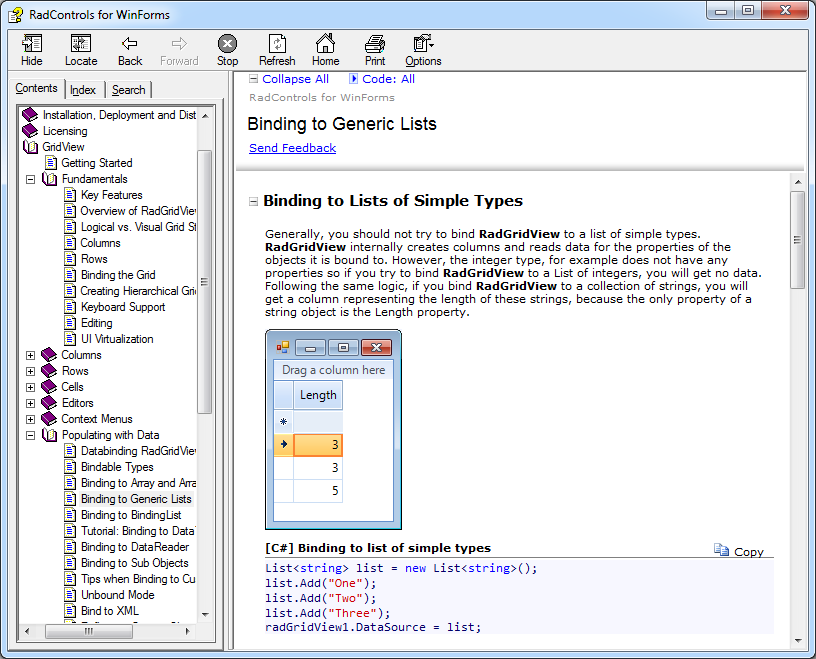 RadControls for WinForms
Hide Locate Back Forward Stop Refresh Home Print Options
Contents Index Search
Installation, Deployment and Dist
Licensing
GridView
Getting Started
Fundamentals
Key Features
Overview of RadGridVie
Logical vs. Visual Grid St
Columns
Rows
Binding the Grid
Creating Hierarchical Gri
Keyboard Support
Editing
UI Virtualization
Columns
Rows
Cells
Editors
Context Menus
Populating with Data
Databinding RadGridVie
Bindable Types
Binding to Array and Arra
Binding to Generic Lists
Binding to BindingList
Tutorial: Binding to Data
Binding to DataReader
Binding to Sub Objects
Tips when Binding to Cu
Unbound Mode
Bind to XML
Collapse All Code: All
RadControls for WinForms
Binding to Generic Lists
Send Feedback
Binding to Lists of Simple Types
Generally, you should not try to bind RadGridView to a list of simple types.
RadGridView internally creates columns and reads data for the properties of the
objects it is bound to. However, the integer type, for example does not have any
properties so if you try to bind RadGridView to a List of integers, you will get no data.
Following the same logic, if you bind RadGridView to a collection of strings, you will
get a column representing the length of these strings, because the only property of a
string object is the Length property.
Drag a column here
Length
3
3
5
[C#] Binding to list of simple types Copy
List<string> list = new List<string>();
list.Add("One");
list.Add("Two");
list.Add("Three");
radGridView1.DataSource = list;